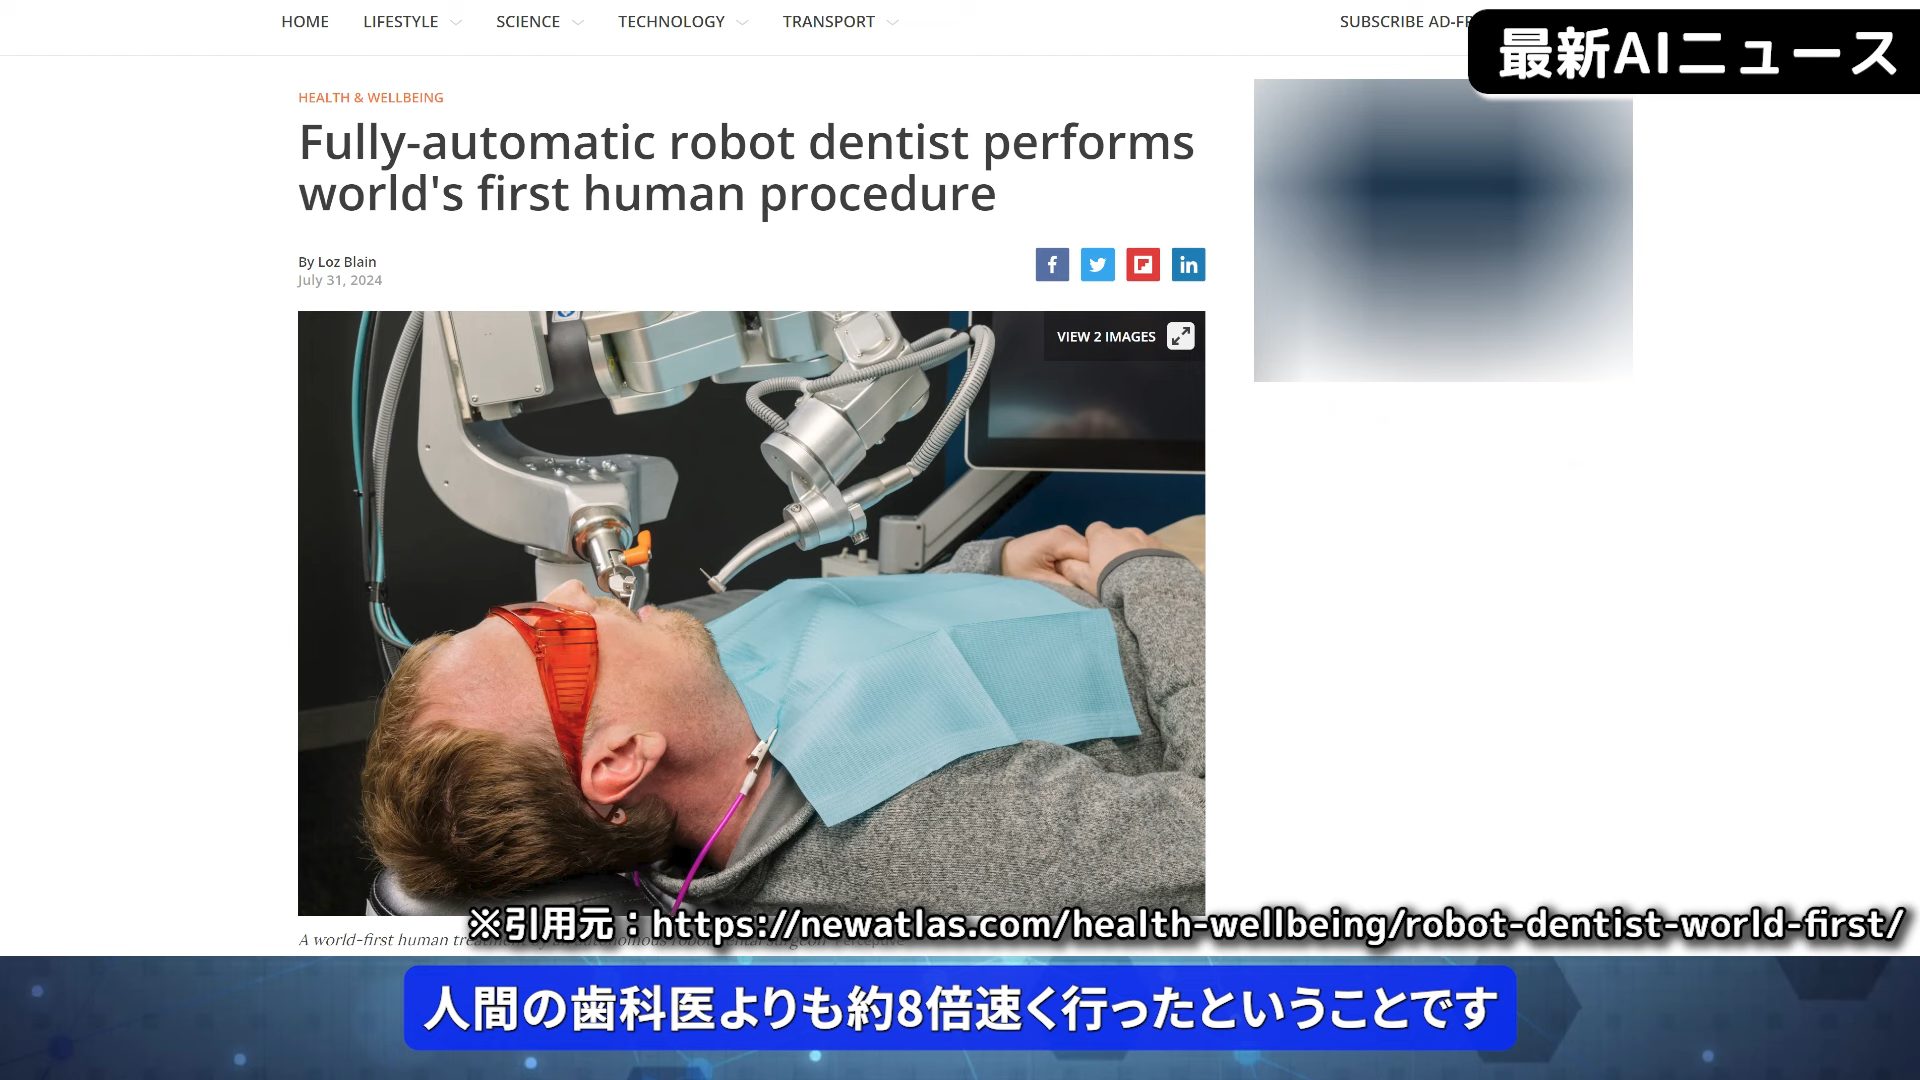 HOME LIFESTYLE SCIENCE TECHNOLOGY TRANSPORT SUBSCRIBE
最新AIニュース
HEALTH & WELLBEING
Fully-automatic robot dentist performs
world's first human procedure
By Loz Blain
July 31, 2024
VIEW 2 IMAGES
A world-first human
※引用元：https://newatlas.com/health-wellbeing/robot-dentist-world-first/
人間の歯科医よりも約8倍速く行ったということです